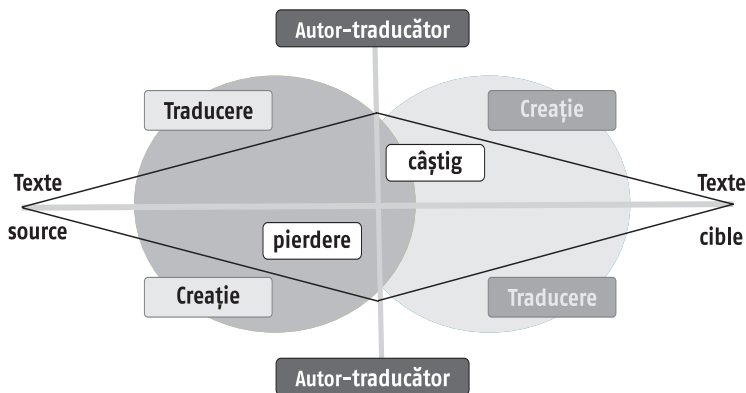 Autor-traducător
Traducere
Creație
câștig
Texte
source
Texte
cible
pierdere
Creație
Traducere
Autor-traducător